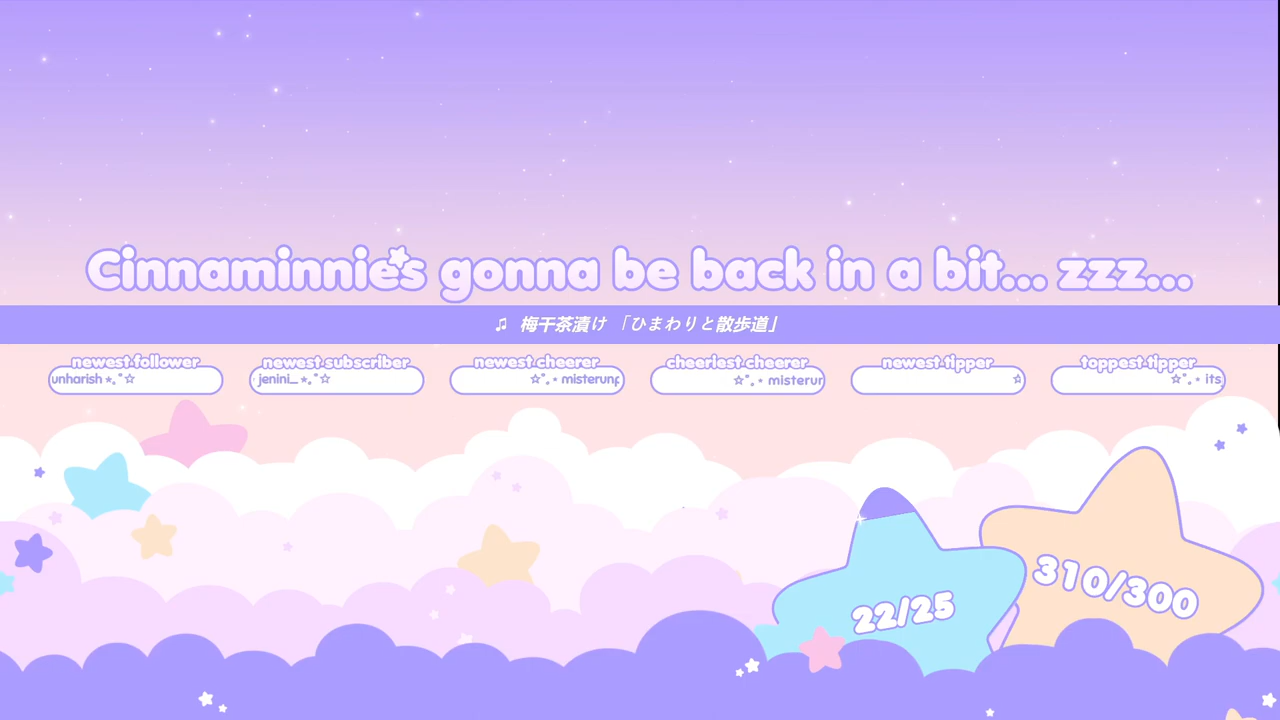 Cinnaminnie's gonna be back in a bit... zzz...
♫ 梅干茶漬け 「ひまわりと散歩道」
newest follower
newest subscriber
newest cheerer
cheeriest cheerer
newest tipper
toppest tipper
unharish ⋆｡˚☆
jenini_ ⋆｡˚☆
☆˚｡⋆ misterunp
☆˚｡⋆ misterur
☆˚｡⋆ its
310/300
22/25